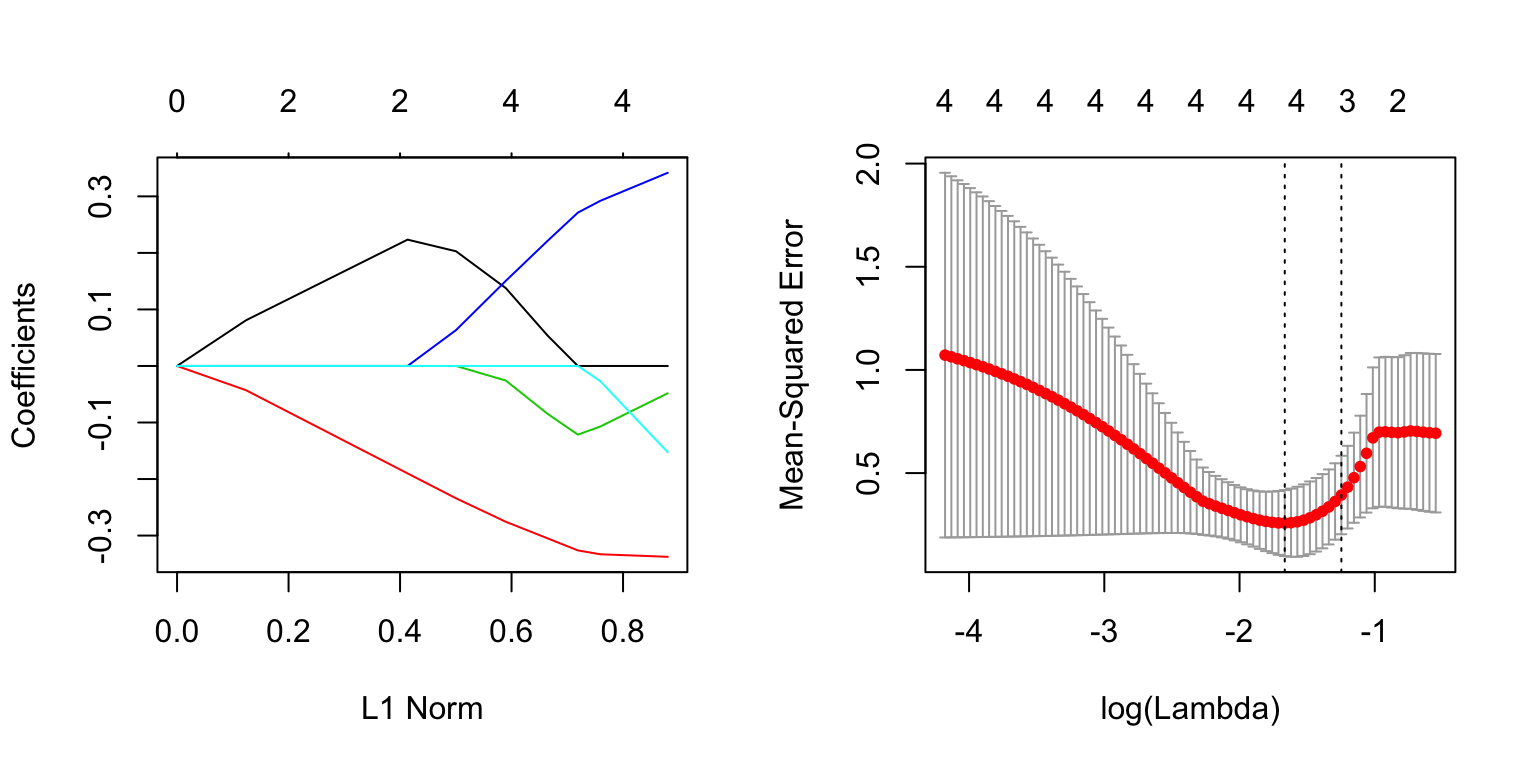 0 2 2 4 4
0.3
0.1
-0.1
-0.3
Coefficients
0.0 0.2 0.4 0.6 0.8
L1 Norm
4 4 4 4 4 4 4 4 3 2
2.0
1.5
1.0
0.5
Mean-Squared Error
-4 -3 -2 -1
log(Lambda)